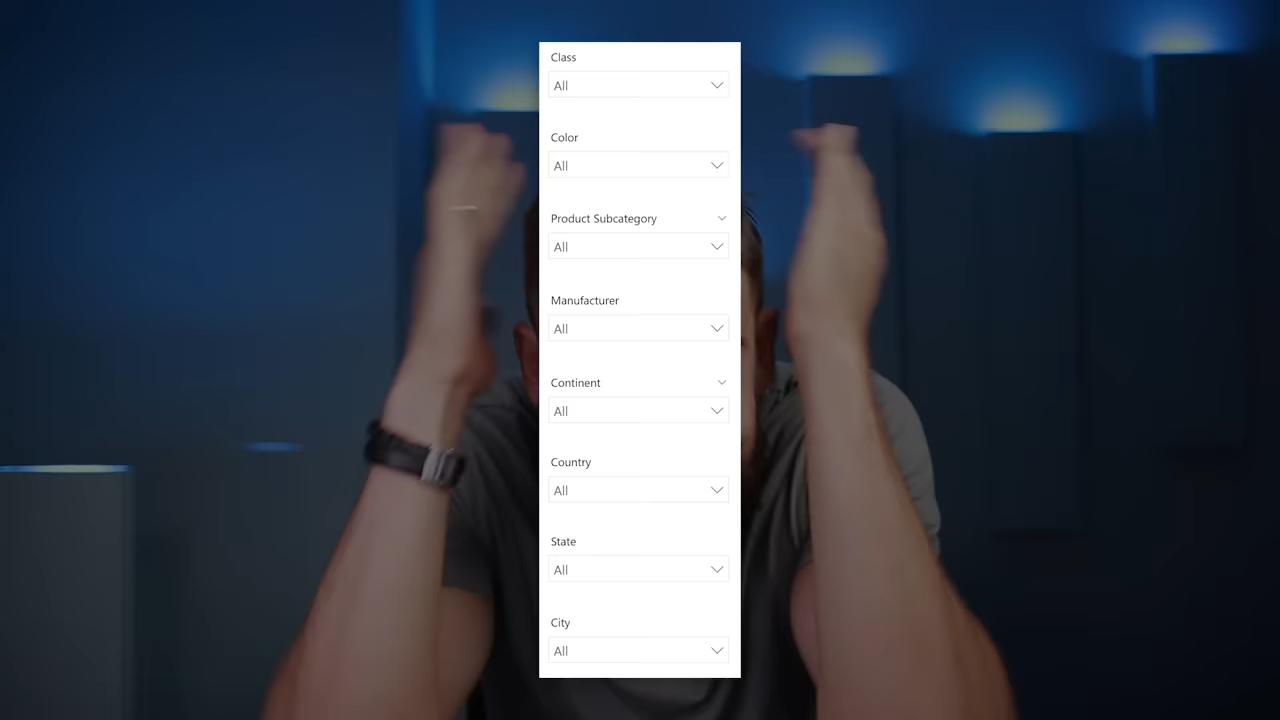 Class
All
Color
All
Product Subcategory
All
Manufacturer
All
Continent
All
Country
All
State
All
City
All